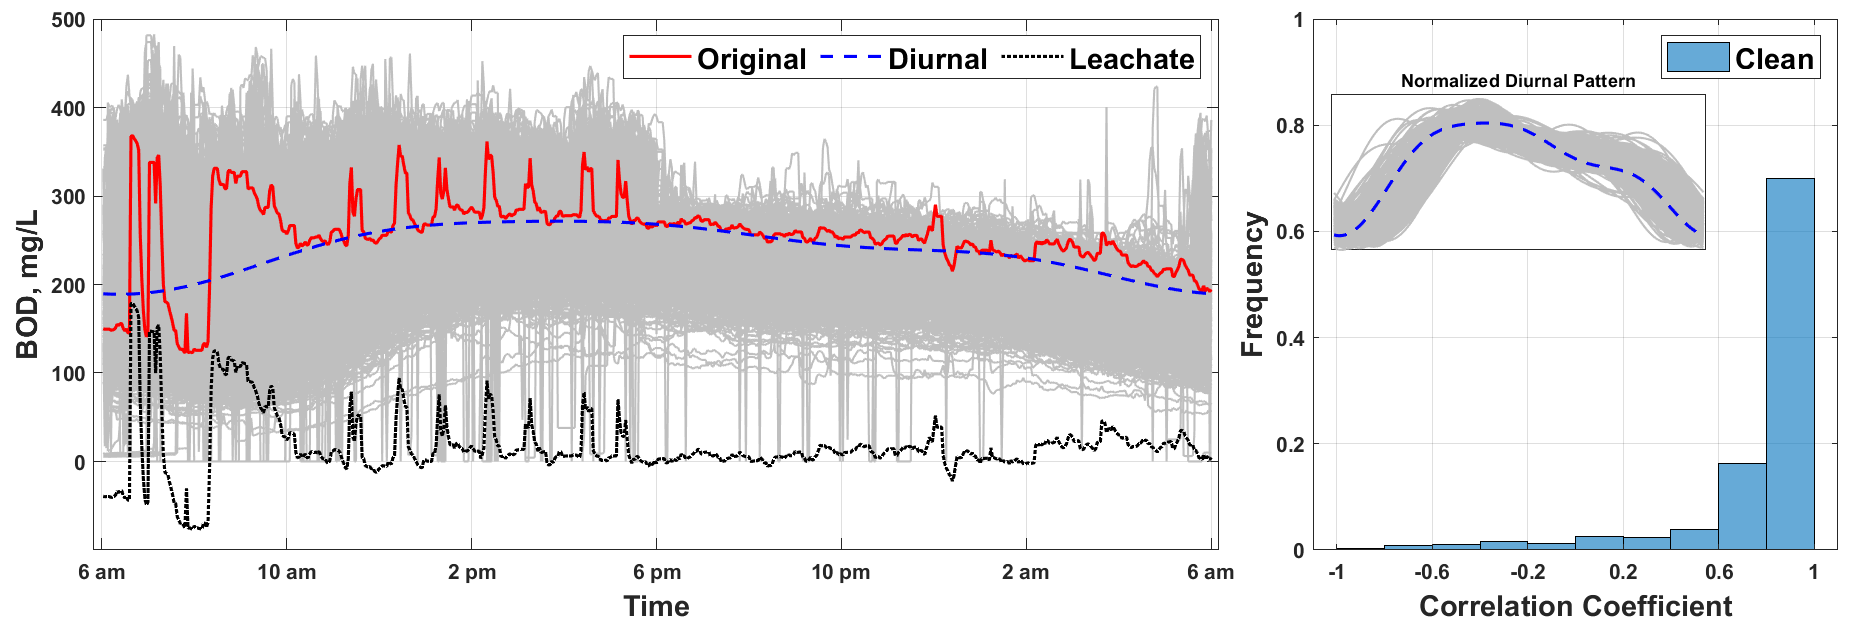 500
400
300
200
100
0
BOD, mg/L
Original Diurnal Leachate
6 am 10 am 2 pm 6 pm 10 pm 2 am 6 am
Time
1
0.8
0.6
0.4
0.2
0
Frequency
Clean
Normalized Diurnal Pattern
-1 -0.6 -0.2 0.2 0.6 1
Correlation Coefficient